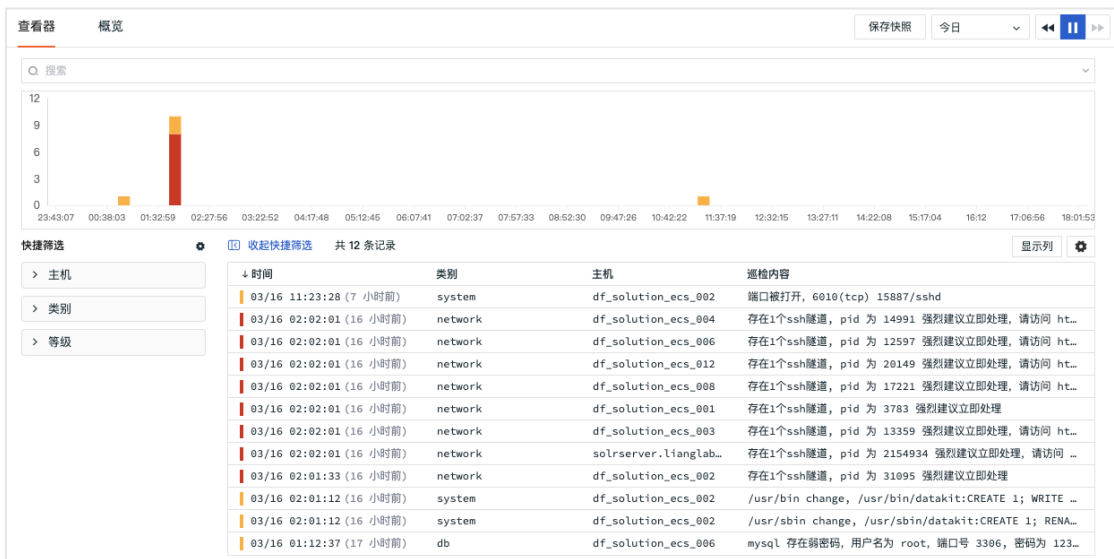 查看器 概览 保存快照 今日
搜索
12
9
6
3
0
23:43:07 00:38:03 01:32:59 02:27:56 03:22:52 04:17:48 05:12:45 06:07:41 07:02:37 07:57:33 08:52:30 09:47:26 10:42:22 11:37:19 12:32:15 13:27:11 14:22:08 15:17:04 16:12 17:06:56 18:01:53
快捷筛选 收起快捷筛选 共 12 条记录 显示列
主机
类别
等级
↓时间 类别 主机 巡检内容
03/16 11:23:28 (7 小时前) system df_solution_ecs_002 端口被打开, 6010(tcp) 15887/sshd
03/16 02:02:01 (16 小时前) network df_solution_ecs_004 存在1个ssh隧道, pid 为 14991 强烈建议立即处理, 请访问 ht…
03/16 02:02:01 (16 小时前) network df_solution_ecs_006 存在1个ssh隧道, pid 为 12597 强烈建议立即处理, 请访问 ht…
03/16 02:02:01 (16 小时前) network df_solution_ecs_012 存在1个ssh隧道, pid 为 20149 强烈建议立即处理, 请访问 ht…
03/16 02:02:01 (16 小时前) network df_solution_ecs_008 存在1个ssh隧道, pid 为 17221 强烈建议立即处理, 请访问 ht…
03/16 02:02:01 (16 小时前) network df_solution_ecs_001 存在1个ssh隧道, pid 为 3783 强烈建议立即处理
03/16 02:02:01 (16 小时前) network df_solution_ecs_003 存在1个ssh隧道, pid 为 13359 强烈建议立即处理, 请访问 ht…
03/16 02:02:01 (16 小时前) network solrserver.lianglab… 存在1个ssh隧道, pid 为 2154934 强烈建议立即处理, 请访问 …
03/16 02:01:33 (16 小时前) network df_solution_ecs_002 存在1个ssh隧道, pid 为 31095 强烈建议立即处理
03/16 02:01:12 (16 小时前) system df_solution_ecs_002 /usr/bin change, /usr/bin/datakit:CREATE 1; WRITE …
03/16 02:01:12 (16 小时前) system df_solution_ecs_002 /usr/sbin change, /usr/sbin/datakit:CREATE 1; RENA…
03/16 01:12:37 (17 小时前) db df_solution_ecs_006 mysql 存在弱密码, 用户名为 root, 端口号 3306, 密码为 123…